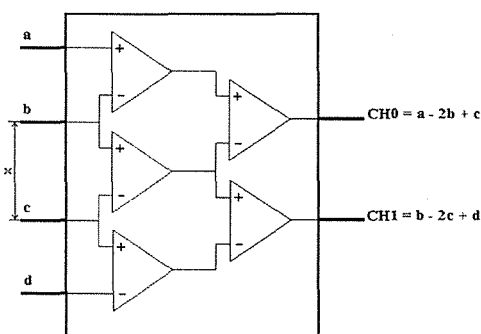 a
+
-
+
b
-
CH0 = a - 2b + c
+
x
-
+
c
-
CH1 = b - 2c + d
+
d
-